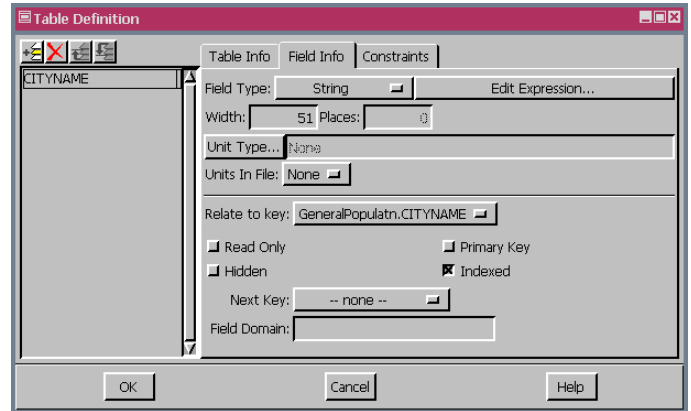 Table Definition
Table Info Field Info Constraints
CITYNAME
Field Type: String Edit Expression...
Width: 51 Places: 0
Unit Type... None
Units In File: None
Relate to key: GeneralPopulatn.CITYNAME
Read Only Primary Key
Hidden Indexed
Next Key: -- none --
Field Domain:
OK Cancel Help